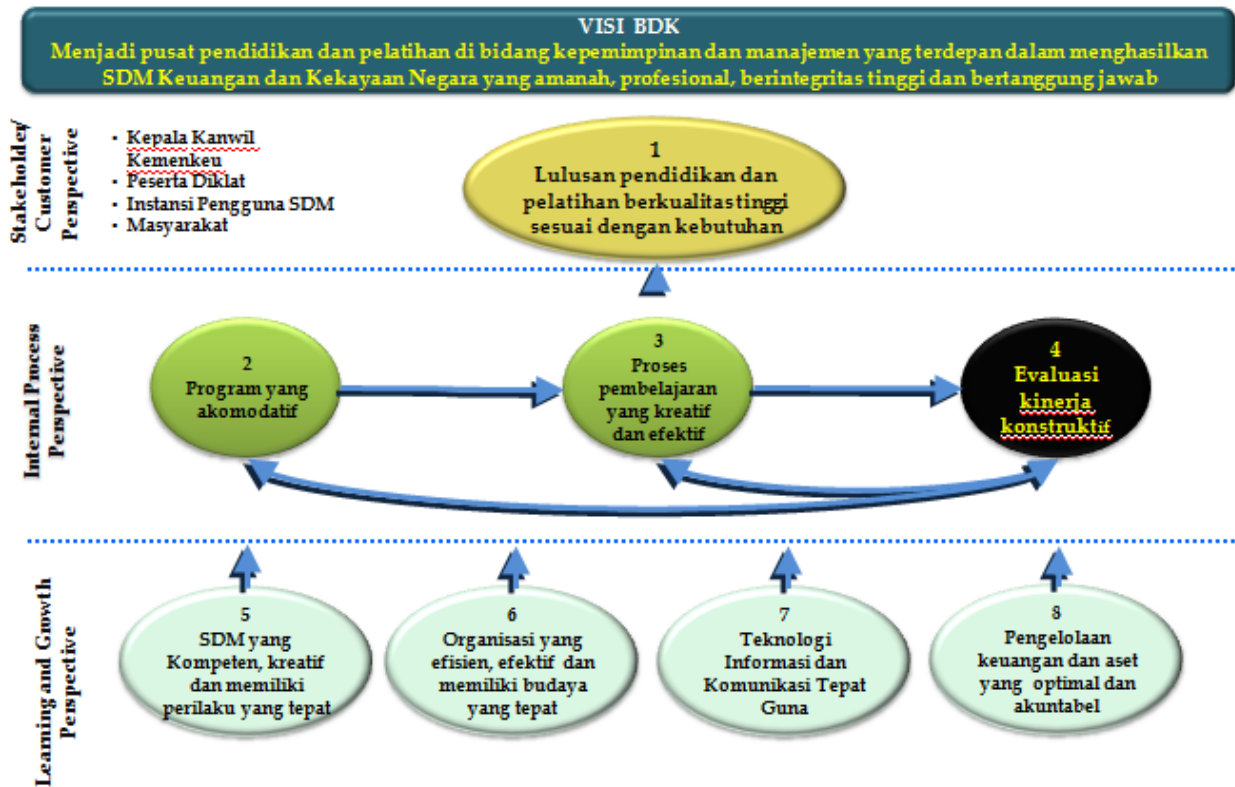 VISI BDK
Menjadi pusat pendidikan dan pelatihan di bidang kepemimpinan dan manajemen yang terdepan dalam menghasilkan
SDM Keuangan dan Kekayaan Negara yang amanah, profesional, berintegritas tinggi dan bertanggung jawab
Stakeholder/
Customer
Perspective
• Kepala Kanwil
Kemenkeu
• Peserta Diklat
• Instansi Pengguna SDM
• Masyarakat
1
Lulusan pendidikan dan
pelatihan berkualitas tinggi
sesuai dengan kebutuhan
Internal Process
Perspective
2
Program yang
akomodatif
3
Proses
pembelajaran
yang kreatif
dan efektif
4
Evaluasi
kinerja
konstruktif
Learning and Growth
Perspective
5
SDM yang
Kompeten, kreatif
dan memiliki
perilaku yang tepat
6
Organisasi yang
efisien, efektif dan
memiliki budaya
yang tepat
7
Teknologi
Informasi dan
Komunikasi Tepat
Guna
8
Pengelolaan
keuangan dan aset
yang optimal dan
akuntabel